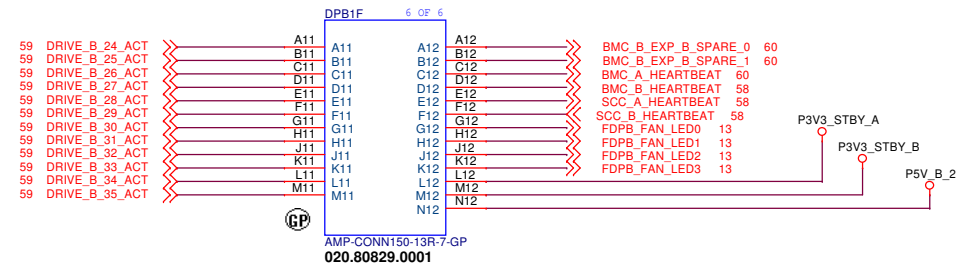 DPB1F 6 OF 6
59 DRIVE_B_24_ACT A11 A11 A12 A12 BMC_B_EXP_B_SPARE_0 60
59 DRIVE_B_25_ACT B11 B11 B12 B12 BMC_B_EXP_B_SPARE_1 60
59 DRIVE_B_26_ACT C11 C11 C12 C12 BMC_A_HEARTBEAT 60
59 DRIVE_B_27_ACT D11 D11 D12 D12 BMC_B_HEARTBEAT 58
59 DRIVE_B_28_ACT E11 E11 E12 E12 SCC_A_HEARTBEAT 58
59 DRIVE_B_29_ACT F11 F11 F12 F12 SCC_B_HEARTBEAT 58
59 DRIVE_B_30_ACT G11 G11 G12 G12 FDPB_FAN_LED0 13
59 DRIVE_B_31_ACT H11 H11 H12 H12 FDPB_FAN_LED1 13
59 DRIVE_B_32_ACT J11 J11 J12 J12 FDPB_FAN_LED2 13
59 DRIVE_B_33_ACT K11 K11 K12 K12 FDPB_FAN_LED3 13
59 DRIVE_B_34_ACT L11 L11 L12 L12 P3V3_STBY_A
59 DRIVE_B_35_ACT M11 M11 M12 M12 P3V3_STBY_B
N12 N12 P5V_B_2
GP
AMP-CONN150-13R-7-GP
020.80829.0001